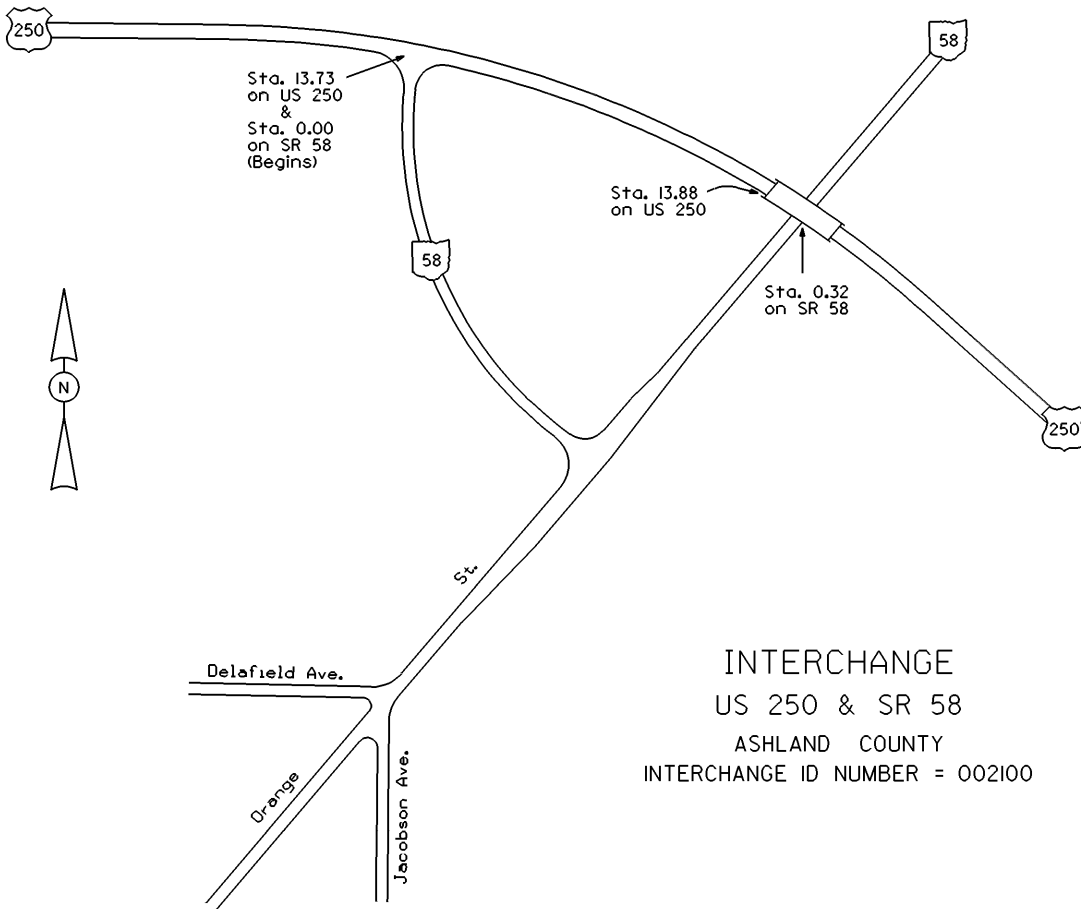 250
58
Sta. 13.73
on US 250
&
Sta. 0.00
on SR 58
(Begins)
Sta. 13.88
on US 250
58
Sta. 0.32
on SR 58
N
250
St.
Delafield Ave.
Orange
Jacobson Ave.
INTERCHANGE
US 250 & SR 58
ASHLAND COUNTY
INTERCHANGE ID NUMBER = 002100